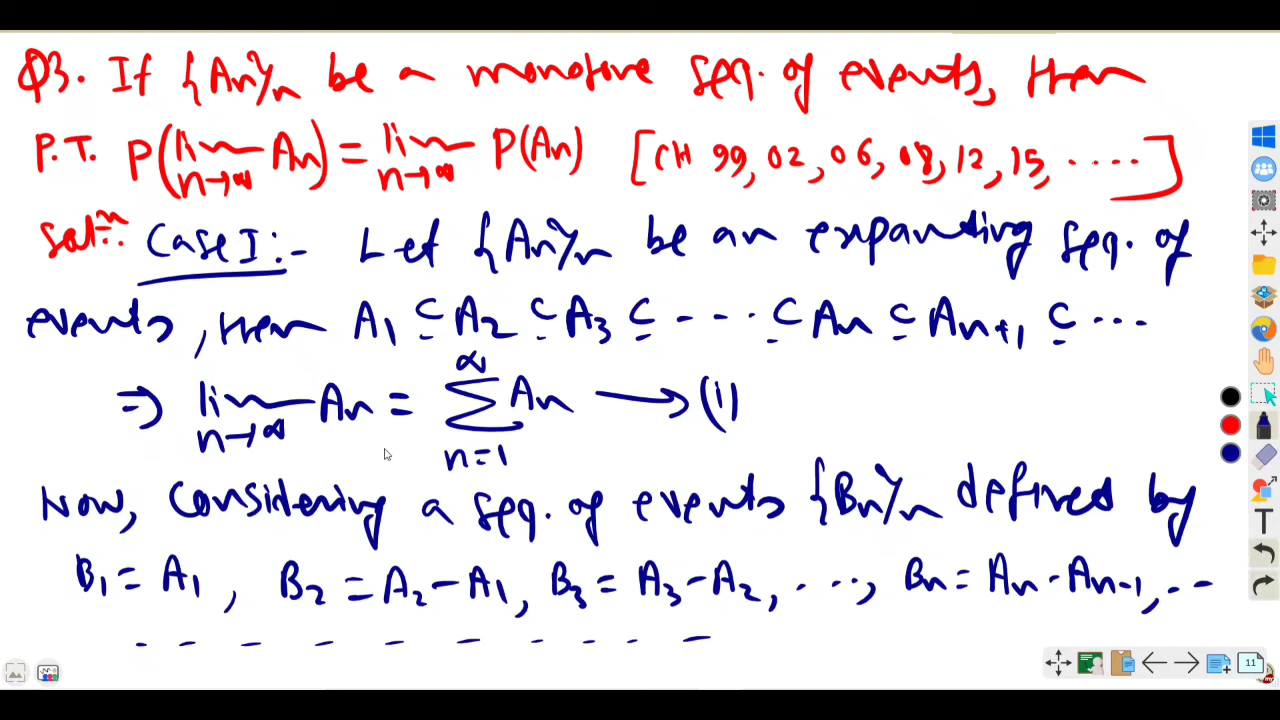 Q3. If {An}n be a monotone seq. of events, then
P.T. P(lim n→∞ An) = lim n→∞ P(An) [CH 99, 02, 06, 08, 12, 15, ....]
Solⁿ:. Case I:- Let {An}n be an expanding seq. of
events, then A1 ⊆ A2 ⊆ A3 ⊆ - - - ⊆ An ⊆ An+1 ⊆ ...
⇒ lim n→∞ An = ∑ n=1 ∞ An → (1)
Now, considering a seq. of events {Bn}n defined by
B1 = A1, B2 = A2 - A1, B3 = A3 - A2, ..., Bn = An - An-1, --
- - - - - - - - -
T
11